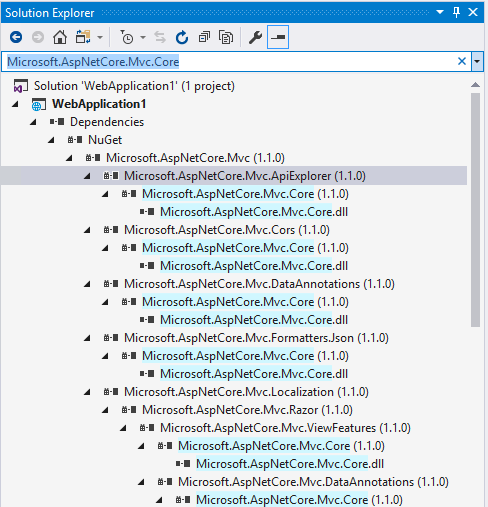 Solution Explorer
Microsoft.AspNetCore.Mvc.Core
Solution 'WebApplication1' (1 project)
WebApplication1
Dependencies
NuGet
Microsoft.AspNetCore.Mvc (1.1.0)
Microsoft.AspNetCore.Mvc.ApiExplorer (1.1.0)
Microsoft.AspNetCore.Mvc.Core (1.1.0)
Microsoft.AspNetCore.Mvc.Core.dll
Microsoft.AspNetCore.Mvc.Cors (1.1.0)
Microsoft.AspNetCore.Mvc.Core (1.1.0)
Microsoft.AspNetCore.Mvc.Core.dll
Microsoft.AspNetCore.Mvc.DataAnnotations (1.1.0)
Microsoft.AspNetCore.Mvc.Core (1.1.0)
Microsoft.AspNetCore.Mvc.Core.dll
Microsoft.AspNetCore.Mvc.Formatters.Json (1.1.0)
Microsoft.AspNetCore.Mvc.Core (1.1.0)
Microsoft.AspNetCore.Mvc.Core.dll
Microsoft.AspNetCore.Mvc.Localization (1.1.0)
Microsoft.AspNetCore.Mvc.Razor (1.1.0)
Microsoft.AspNetCore.Mvc.ViewFeatures (1.1.0)
Microsoft.AspNetCore.Mvc.Core (1.1.0)
Microsoft.AspNetCore.Mvc.Core.dll
Microsoft.AspNetCore.Mvc.DataAnnotations (1.1.0)
Microsoft.AspNetCore.Mvc.Core (1.1.0)